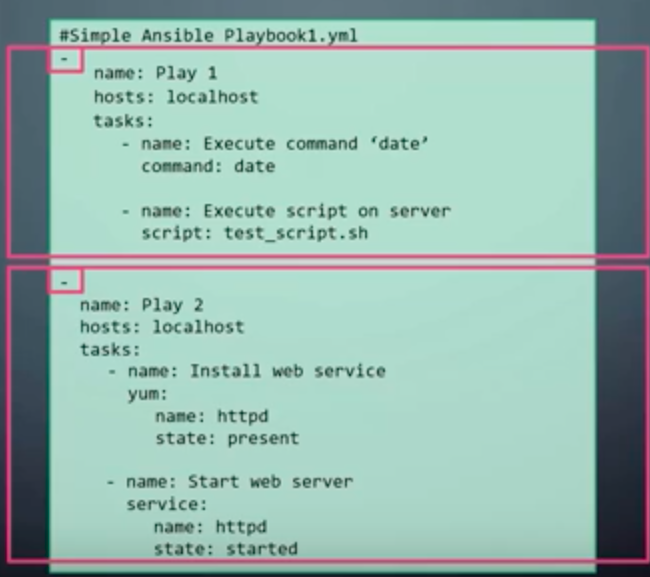 #Simple Ansible Playbook1.yml
-
name: Play 1
hosts: localhost
tasks:
- name: Execute command ‘date’
command: date
- name: Execute script on server
script: test_script.sh
-
name: Play 2
hosts: localhost
tasks:
- name: Install web service
yum:
name: httpd
state: present
- name: Start web server
service:
name: httpd
state: started